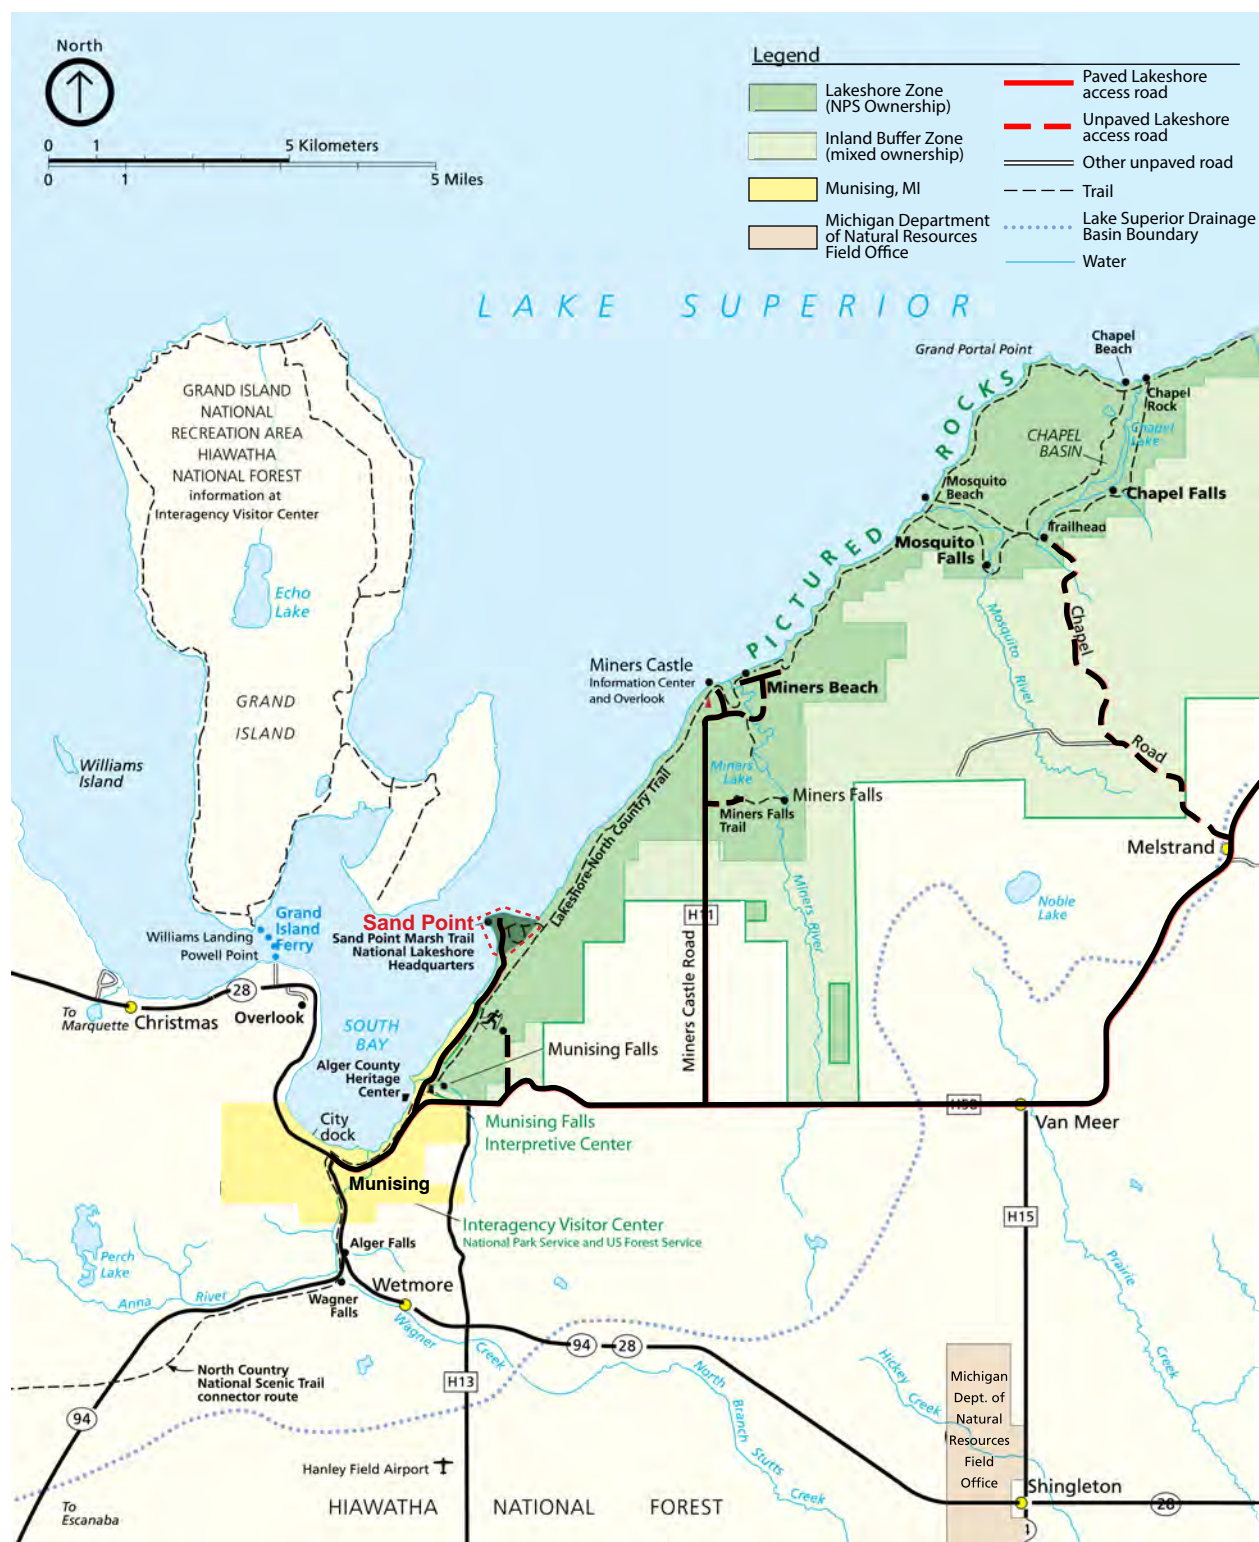 North
0 1 5 Kilometers
0 1 5 Miles
Legend
Lakeshore Zone
(NPS Ownership)
Inland Buffer Zone
(mixed ownership)
Munising, MI
Michigan Department
of Natural Resources
Field Office
Paved Lakeshore
access road
Unpaved Lakeshore
access road
Other unpaved road
Trail
Lake Superior Drainage
Basin Boundary
Water
LAKE SUPERIOR
Grand Portal Point
Chapel
Beach
Chapel
Rock
Chapel
Lake
CHAPEL
BASIN
Chapel Falls
PICTURED ROCKS
Mosquito
Beach
Trailhead
Mosquito
Falls
GRAND ISLAND
NATIONAL
RECREATION AREA
HIAWATHA
NATIONAL FOREST
information at
Interagency Visitor Center
Echo
Lake
GRAND
ISLAND
Williams
Island
Mosquito River
Chapel Road
Miners Castle
Information Center
and Overlook
Miners Beach
Miners
Lake
Miners Falls
Miners Falls
Trail
Melstrand
Lakeshore-North Country Trail
Miners River
Noble
Lake
H11
Miners Castle Road
Sand Point
Sand Point Marsh Trail
National Lakeshore
Headquarters
Grand
Island
Ferry
Williams Landing
Powell Point
28
To
Marquette
Christmas
Overlook
SOUTH
BAY
Alger County
Heritage
Center
Munising Falls
H58
Van Meer
City
dock
Munising Falls
Interpretive Center
Munising
Interagency Visitor Center
National Park Service and US Forest Service
H15
Perch
Lake
Anna River
Alger Falls
Wagner
Falls
Wetmore
Wagner Creek
94
28
Prairie Creek
North Country
National Scenic Trail
connector route
H13
North Branch Stutts Creek
Hickey Creek
Michigan
Dept. of
Natural
Resources
Field
Office
94
Hanley Field Airport
To
Escanaba
HIAWATHA NATIONAL FOREST
Shingleton
28